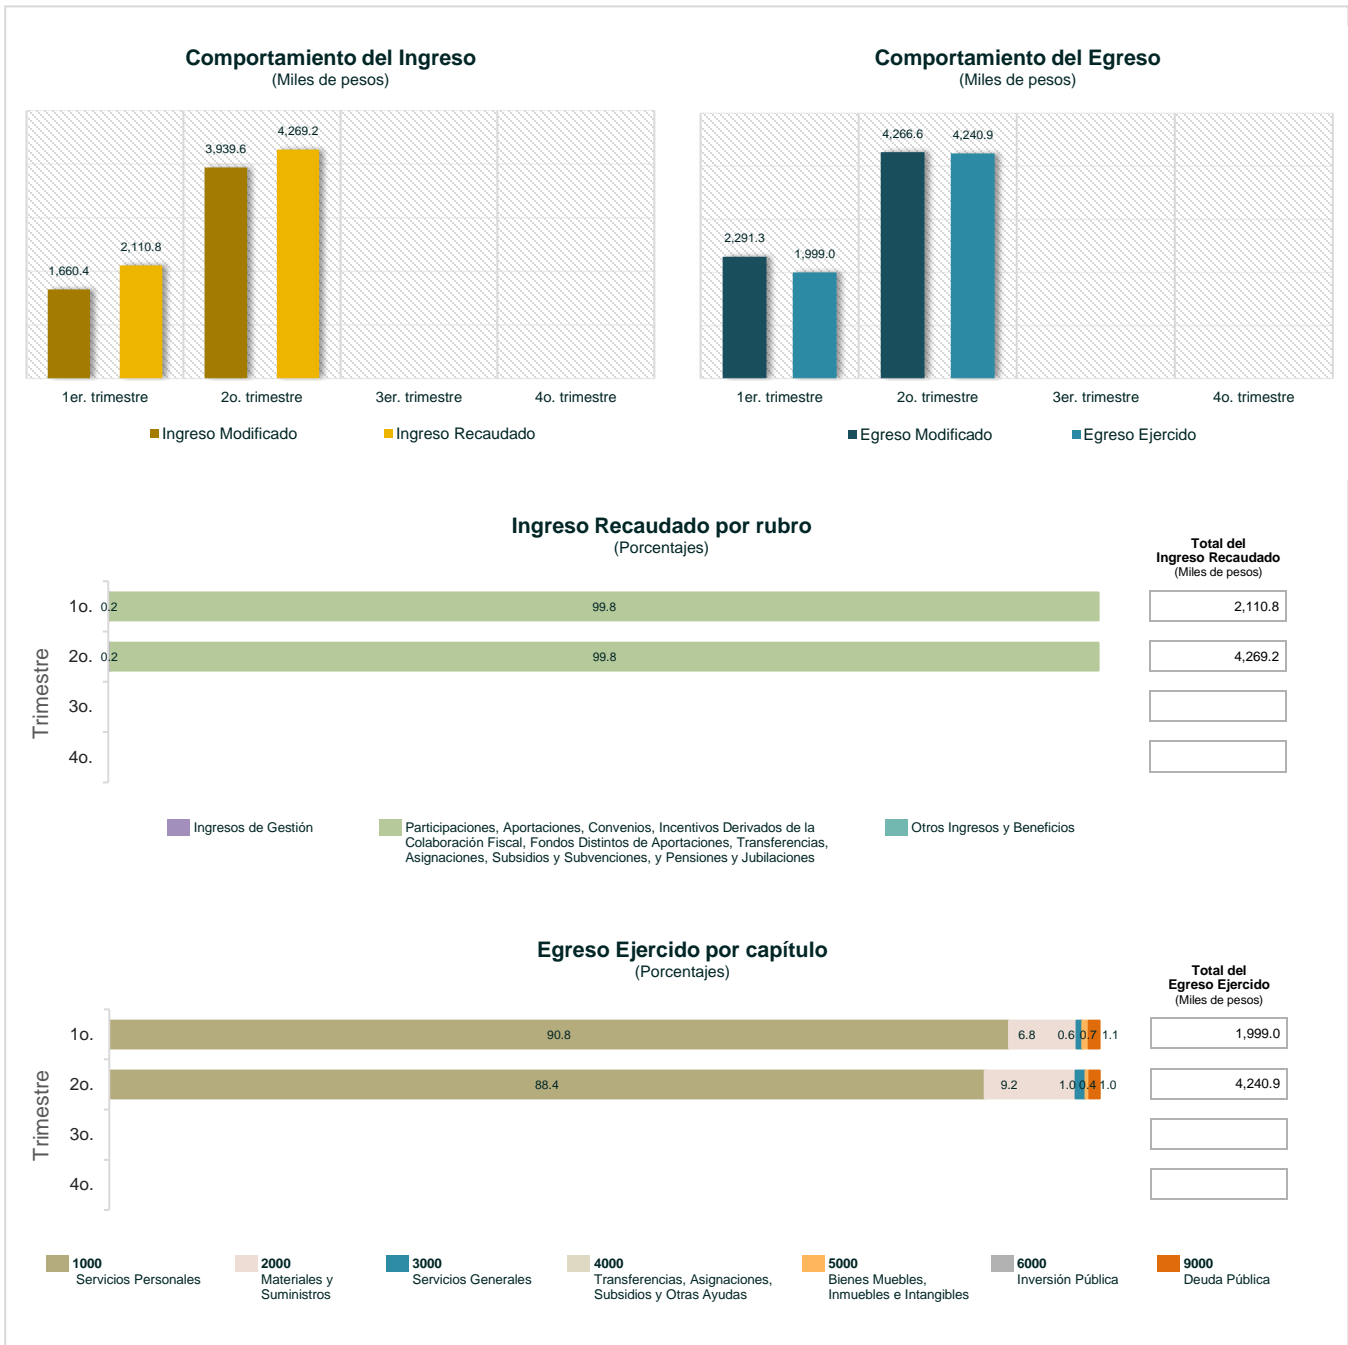 Comportamiento del Ingreso
(Miles de pesos)
4,269.2
3,939.6
2,110.8
1,660.4
1er. trimestre 2o. trimestre 3er. trimestre 4o. trimestre
Ingreso Modificado Ingreso Recaudado
Comportamiento del Egreso
(Miles de pesos)
4,266.6 4,240.9
2,291.3
1,999.0
1er. trimestre 2o. trimestre 3er. trimestre 4o. trimestre
Egreso Modificado Egreso Ejercido
Ingreso Recaudado por rubro
(Porcentajes)
Total del
Ingreso Recaudado
(Miles de pesos)
Trimestre
1o. 0.2 99.8 2,110.8
2o. 0.2 99.8 4,269.2
3o.
4o.
Ingresos de Gestión
Participaciones, Aportaciones, Convenios, Incentivos Derivados de la
Colaboración Fiscal, Fondos Distintos de Aportaciones, Transferencias,
Asignaciones, Subsidios y Subvenciones, y Pensiones y Jubilaciones
Otros Ingresos y Beneficios
Egreso Ejercido por capítulo
(Porcentajes)
Total del
Egreso Ejercido
(Miles de pesos)
Trimestre
1o. 90.8 6.8 0.6 0.7 1.1 1,999.0
2o. 88.4 9.2 1.0 0.4 1.0 4,240.9
3o.
4o.
1000
Servicios Personales
2000
Materiales y
Suministros
3000
Servicios Generales
4000
Transferencias, Asignaciones,
Subsidios y Otras Ayudas
5000
Bienes Muebles,
Inmuebles e Intangibles
6000
Inversión Pública
9000
Deuda Pública